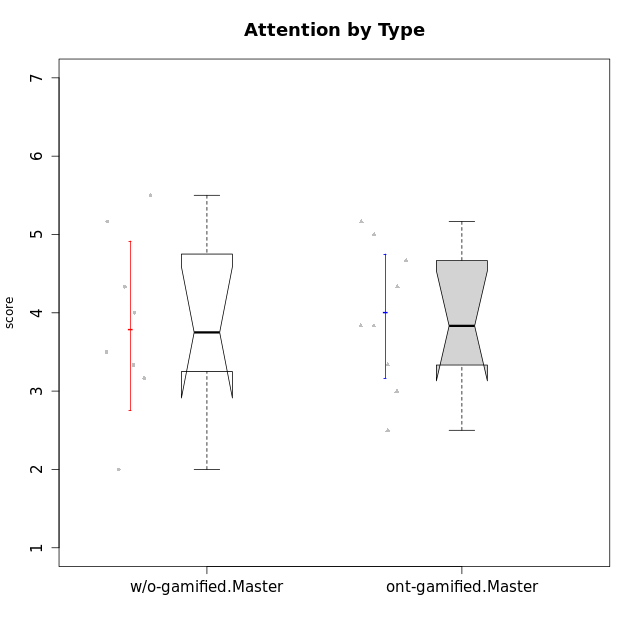 Attention by Type
7
6
5
4
3
2
1
score
w/o-gamified.Master
ont-gamified.Master